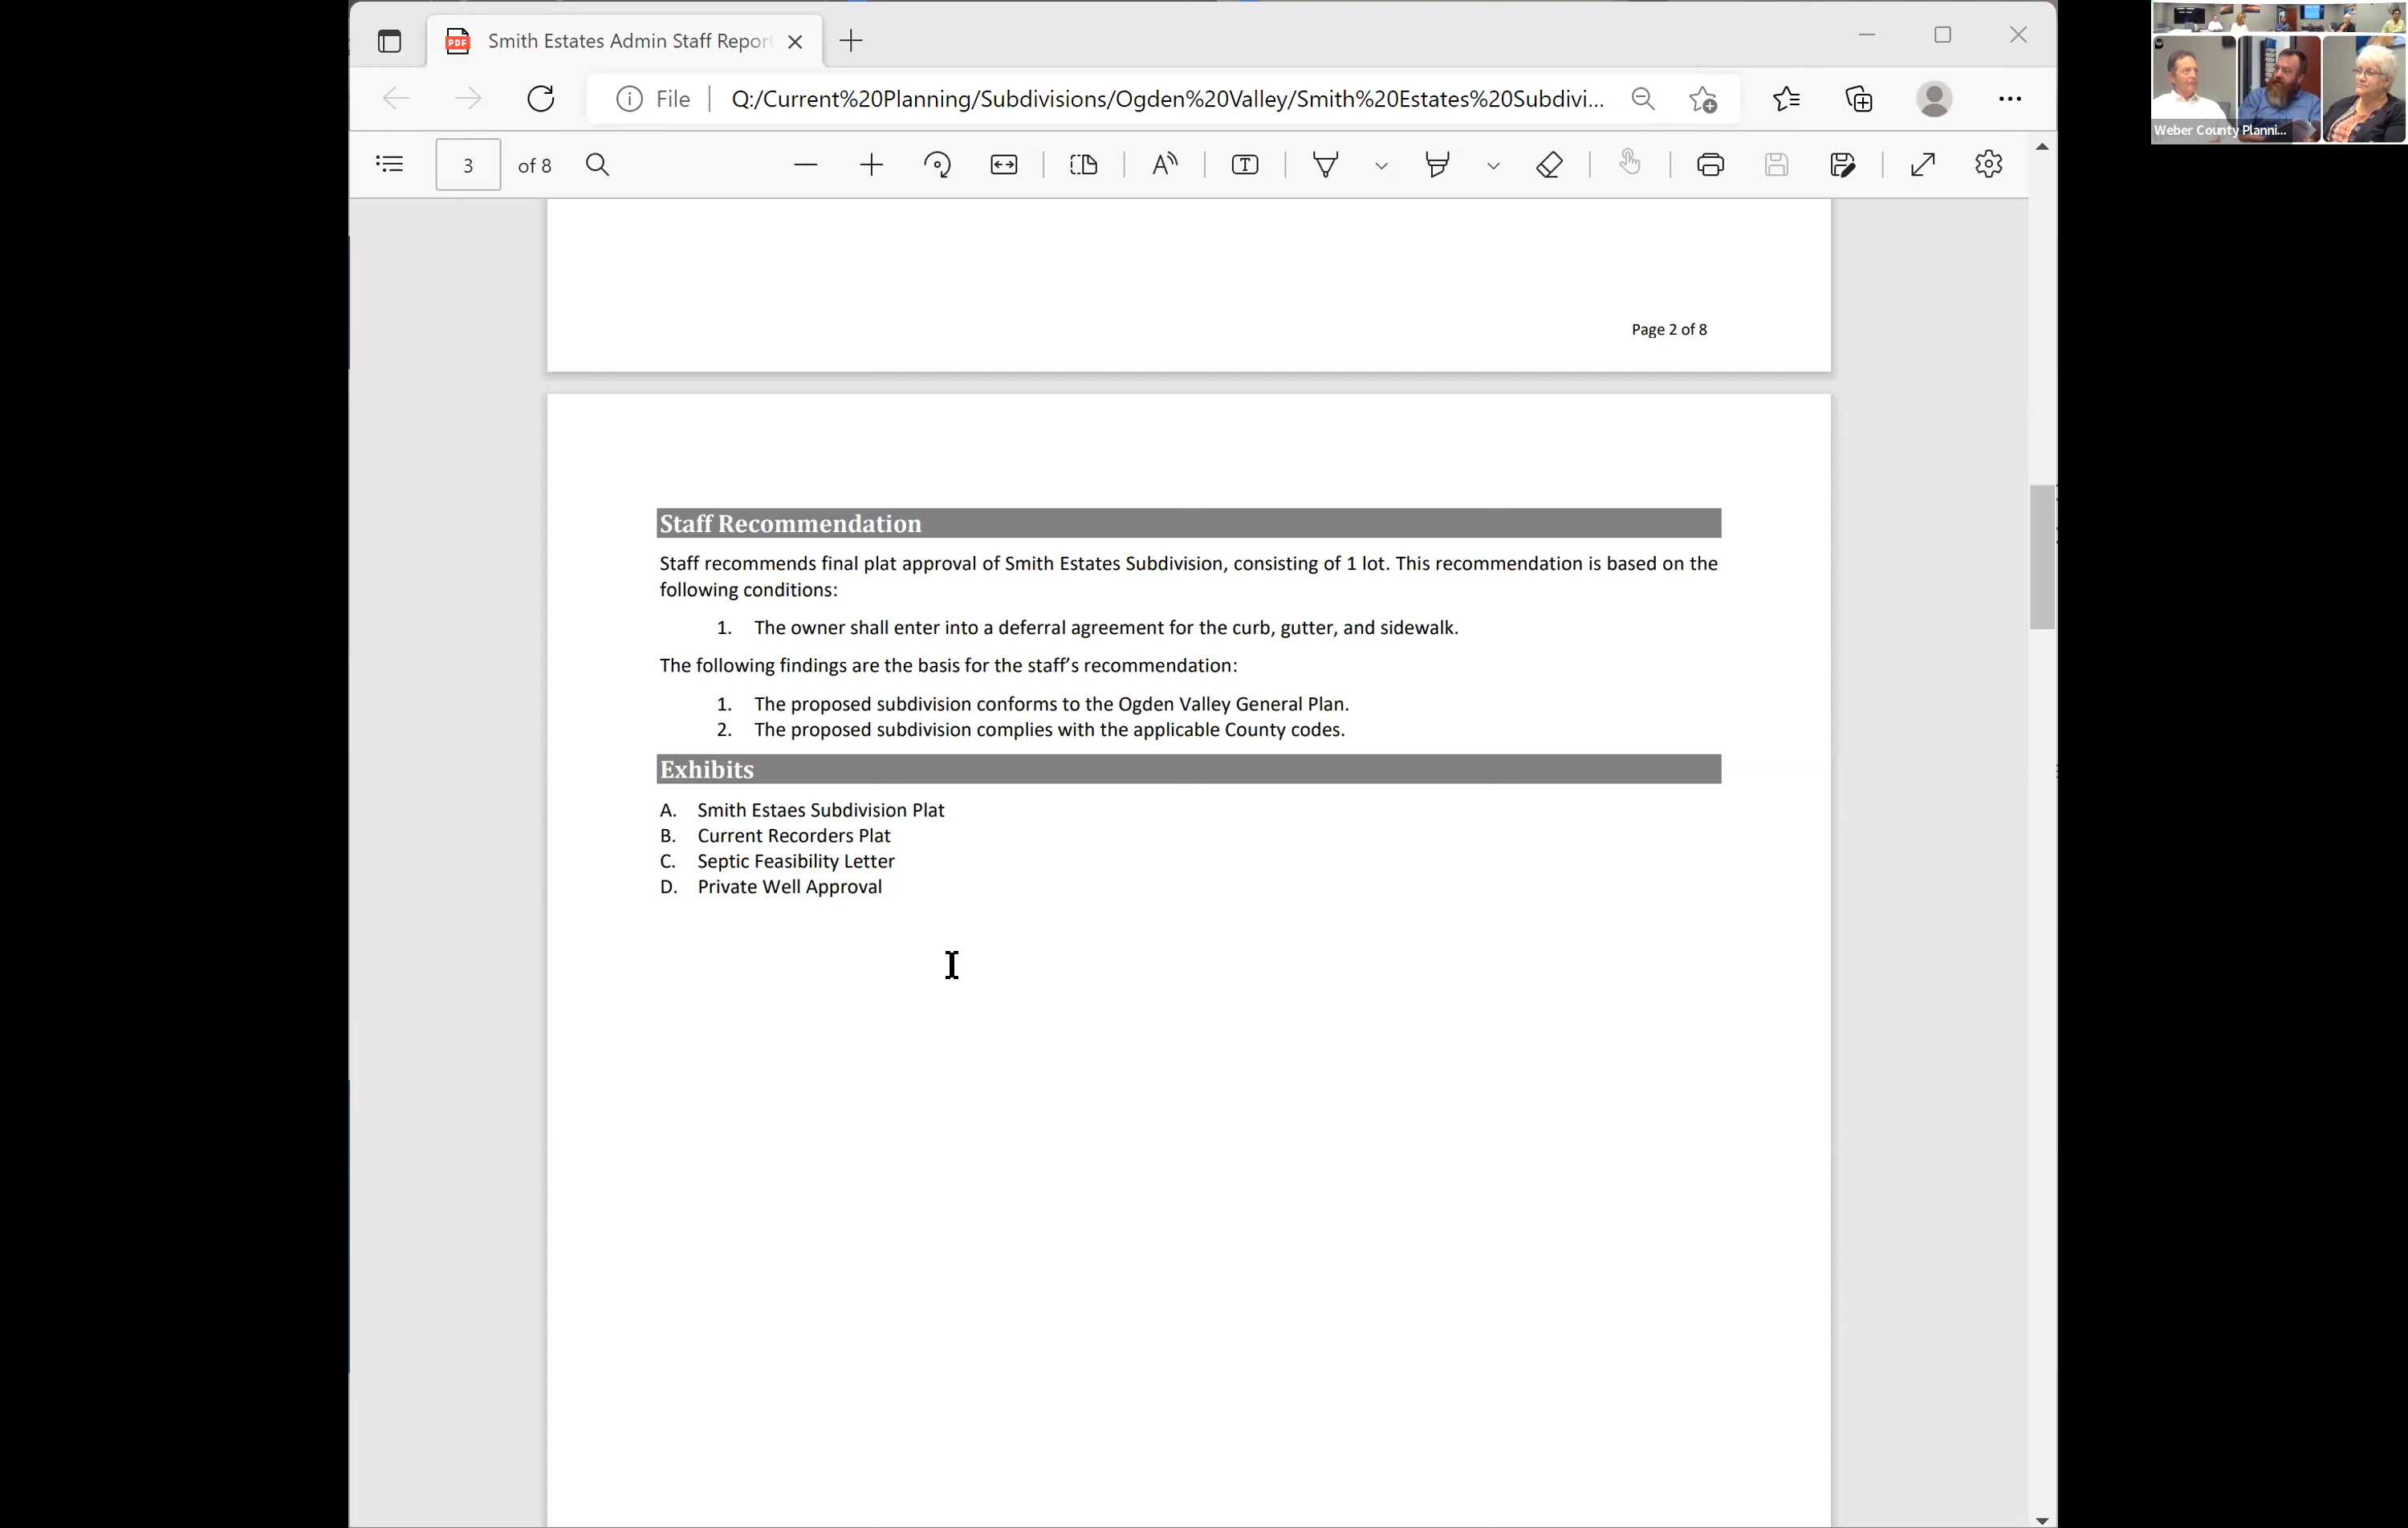 Smith Estates Admin Staff Repor
File
Q:/Current%20Planning/Subdivisions/Ogden%20Valley/Smith%20Estates%20Subdivi...
3 of 8
Page 2 of 8
Staff Recommendation
Staff recommends final plat approval of Smith Estates Subdivision, consisting of 1 lot. This recommendation is based on the
following conditions:
1. The owner shall enter into a deferral agreement for the curb, gutter, and sidewalk.
The following findings are the basis for the staff's recommendation:
1. The proposed subdivision conforms to the Ogden Valley General Plan.
2. The proposed subdivision complies with the applicable County codes.
Exhibits
A. Smith Estaes Subdivision Plat
B. Current Recorders Plat
C. Septic Feasibility Letter
D. Private Well Approval
Weber County Planni...